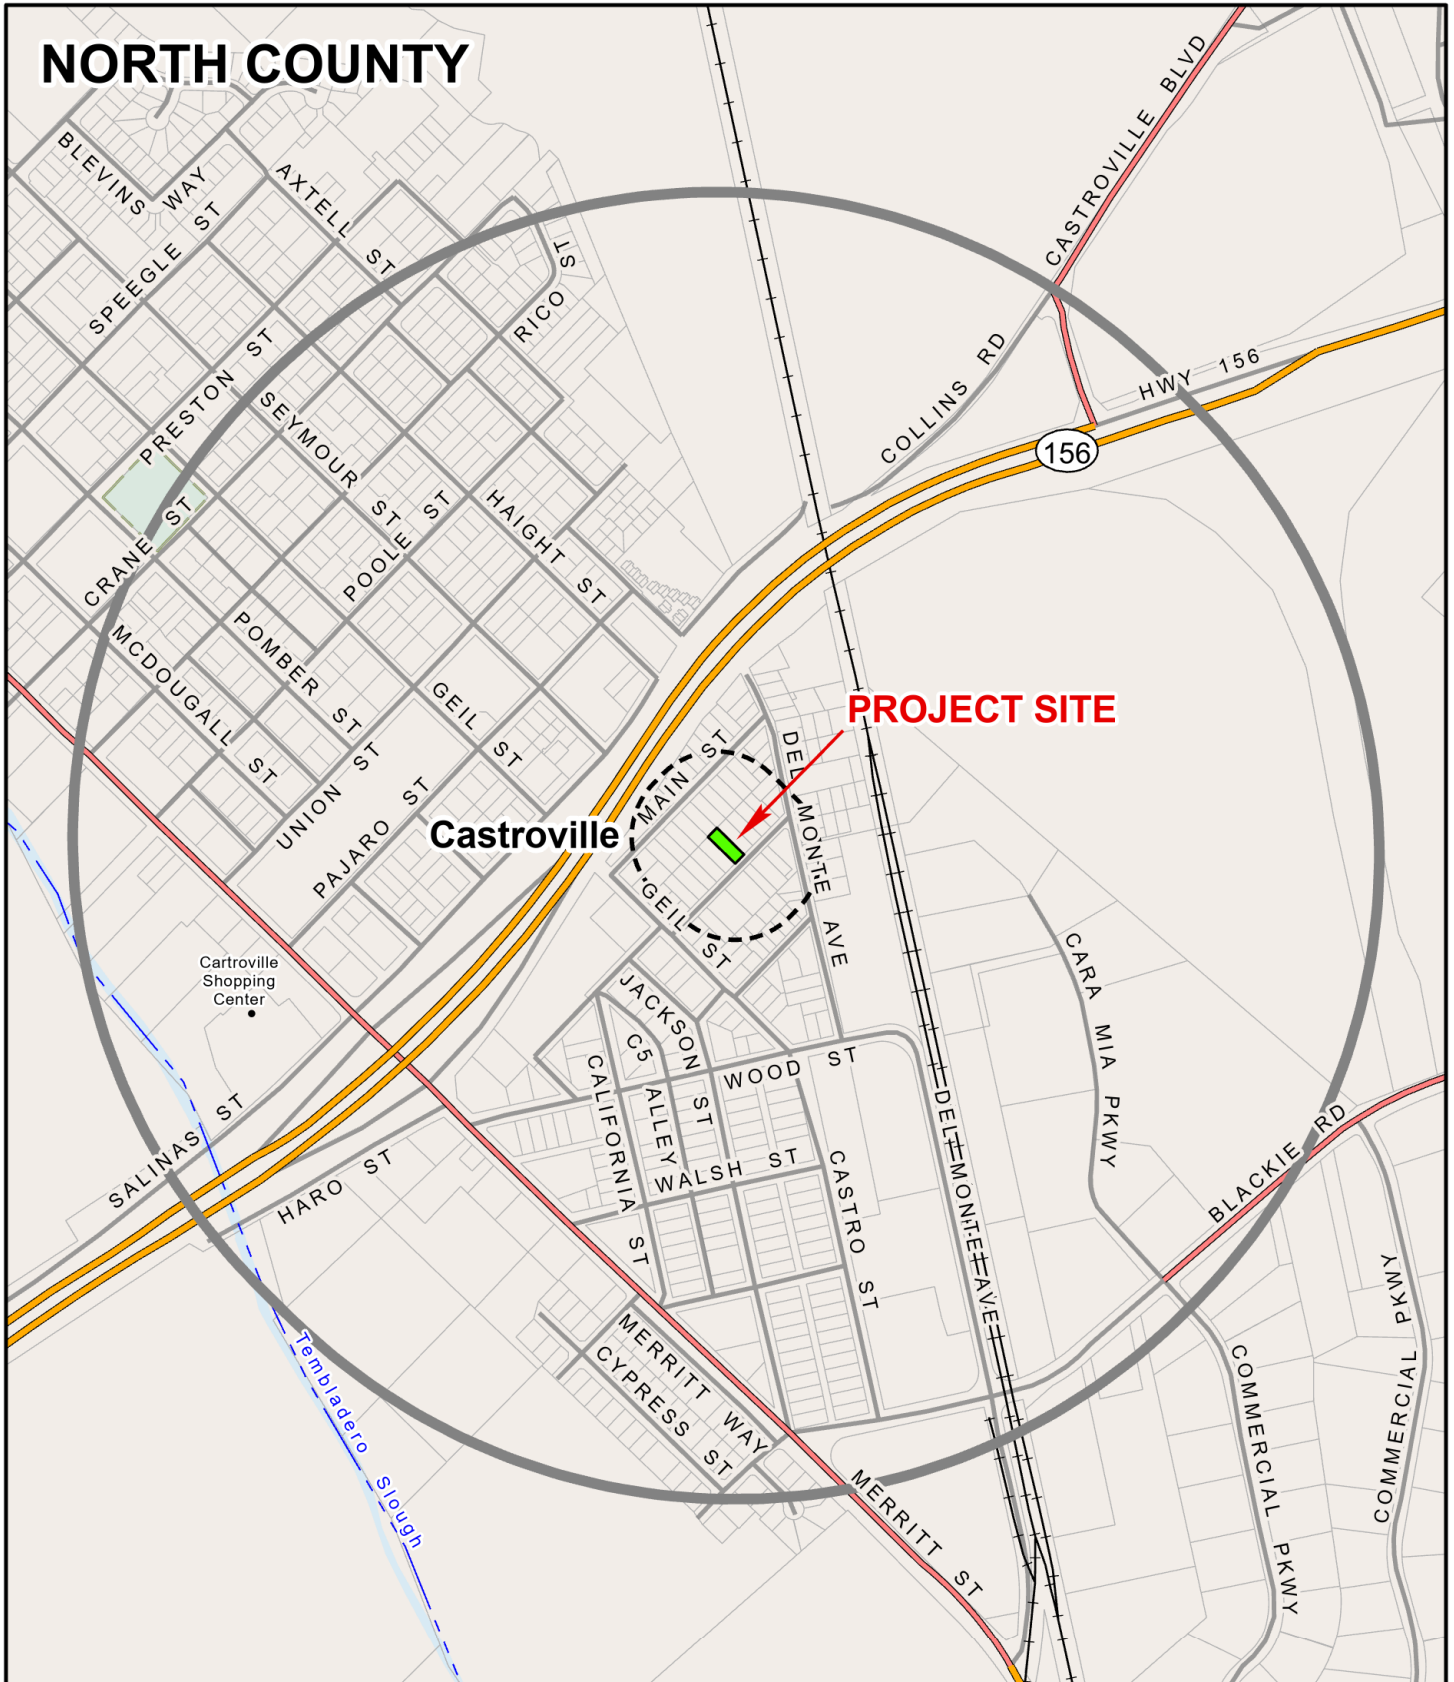 NORTH COUNTY
CASTROVILLE BLVD
BLEVINS WAY
AXTELL ST
SPEEGLE ST
RICO ST
PRESTON ST
COLLINS RD
HWY 156
156
SEYMOUR ST
CRANE ST
POOLE ST
HAIGHT ST
MCDOUGALL ST
POMBER ST
GEIL ST
UNION ST
PAJARO ST
PROJECT SITE
MAIN ST
DEL MONTE AVE
Castroville
GEIL ST
Cartroville
Shopping
Center
JACKSON ST
C5 ALLEY
CARA MIA PKWY
CALIFORNIA ST
WOOD ST
DEL MONTE AVE
SALINAS ST
HARO ST
WALSH ST
CASTRO ST
BLACKIE RD
MERRITT WAY
CYPRESS ST
Tembladero Slough
COMMERCIAL PKWY
COMMERCIAL PKWY
MERRITT ST